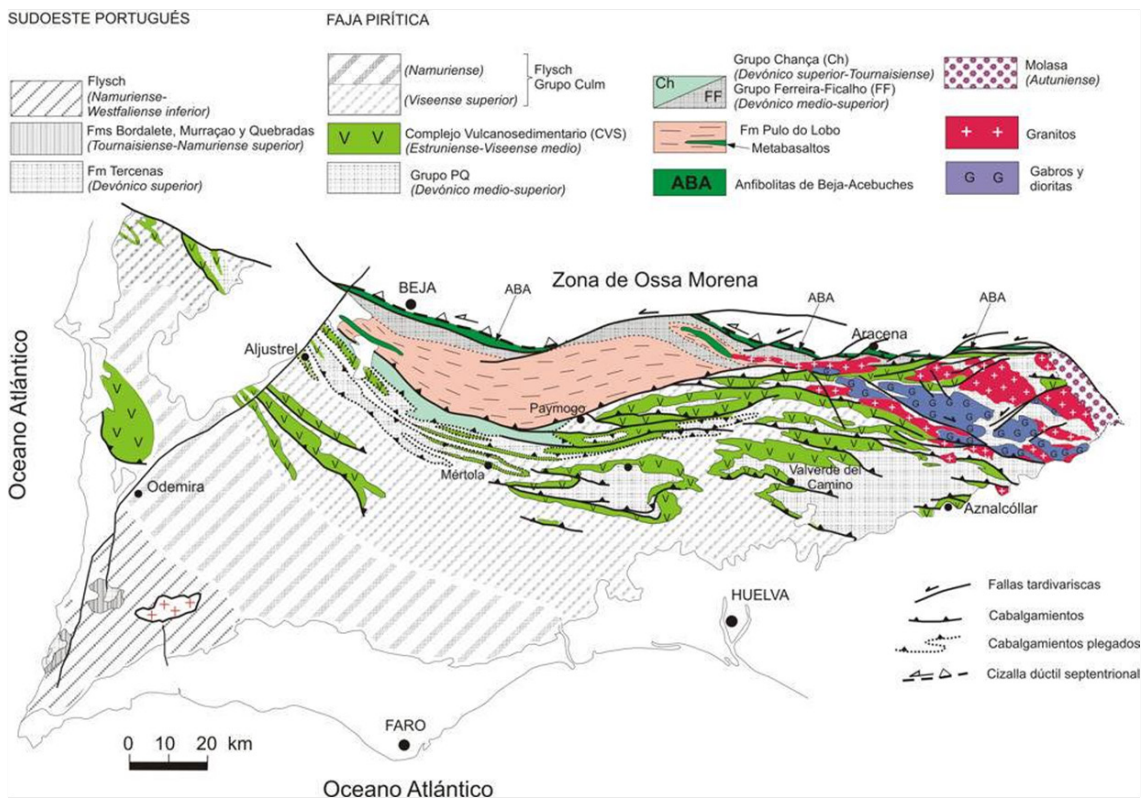 SUDOESTE PORTUGUÉS
Flysch
(Namuriense-
Westfaliense inferior)
Fms Bordalete, Murraçao y Quebradas
(Tournaisiense-Namuriense superior)
Fm Tercenas
(Devónico superior)
FAJA PIRÍTICA
(Namuriense)
(Viseense superior)
Flysch
Grupo Culm
V V
Complejo Vulcanosedimentario (CVS)
(Estruniense-Viseense medio)
Grupo PQ
(Devónico medio-superior)
Ch
FF
Grupo Chança (Ch)
(Devónico superior-Tournaisiense)
Grupo Ferreira-Ficalho (FF)
(Devónico medio-superior)
Fm Pulo do Lobo
Metabasaltos
ABA
Anfibolitas de Beja-Acebuches
Molasa
(Autuniense)
Granitos
G G
Gabros y
dioritas
Zona de Ossa Morena
BEJA
ABA
ABA
ABA
Aracena
Aljustrel
Paymogo
Mértola
Valverde del
Camino
Aznalcóllar
Odemira
HUELVA
FARO
Oceano Atlántico
Fallas tardivariscas
Cabalgamientos
Cabalgamientos plegados
Cizalla dúctil septentrional
0 10 20 km
Oceano Atlántico